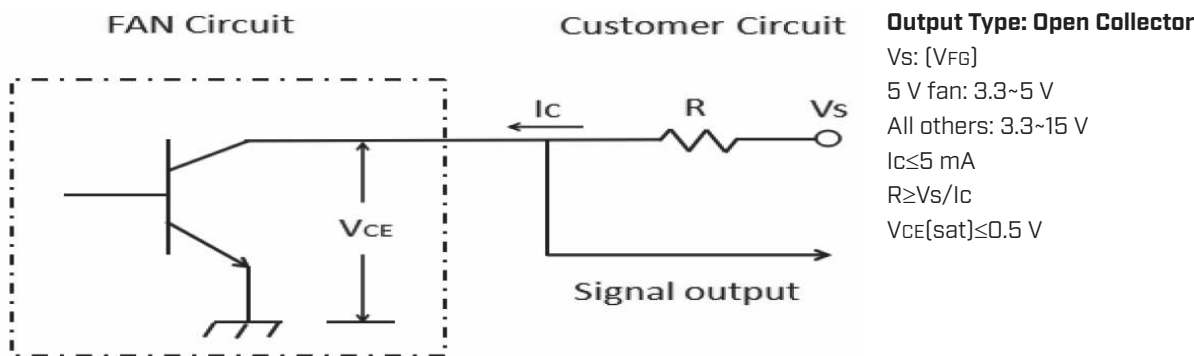 FAN Circuit
Customer Circuit
Output Type: Open Collector
Vs: (VFG)
5 V fan: 3.3~5 V
All others: 3.3~15 V
Ic≤5 mA
R≥Vs/Ic
VCE(sat)≤0.5 V
Ic
R
Vs
VCE
Signal output